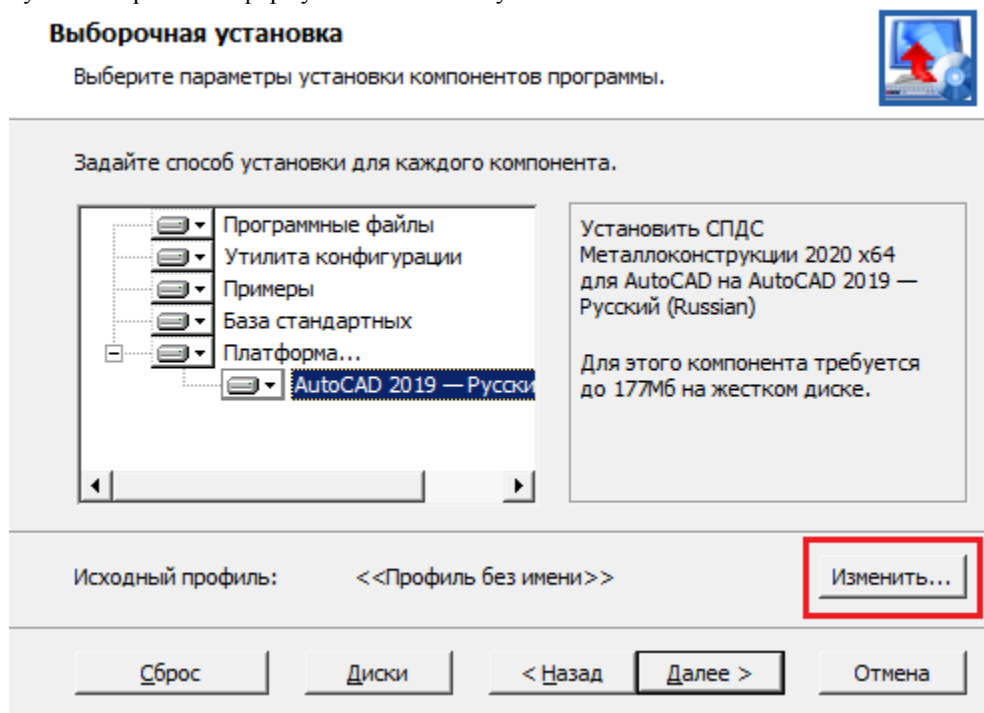 Выборочная установка
Выберите параметры установки компонентов программы.
Задайте способ установки для каждого компонента.
Программные файлы
Утилита конфигурации
Примеры
База стандартных
Платформа...
AutoCAD 2019 — Русски
Установить СПДС
Металлоконструкции 2020 x64
для AutoCAD на AutoCAD 2019 —
Русский (Russian)
Для этого компонента требуется
до 177Мб на жестком диске.
Исходный профиль: <<Профиль без имени>> Изменить...
Сброс Диски < Назад Далее > Отмена